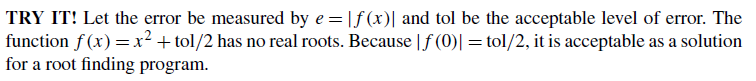 TRY IT! Let the error be measured by e = |f(x)| and tol be the acceptable level of error. The
function f(x) = x² + tol/2 has no real roots. Because |f(0)| = tol/2, it is acceptable as a solution
for a root finding program.